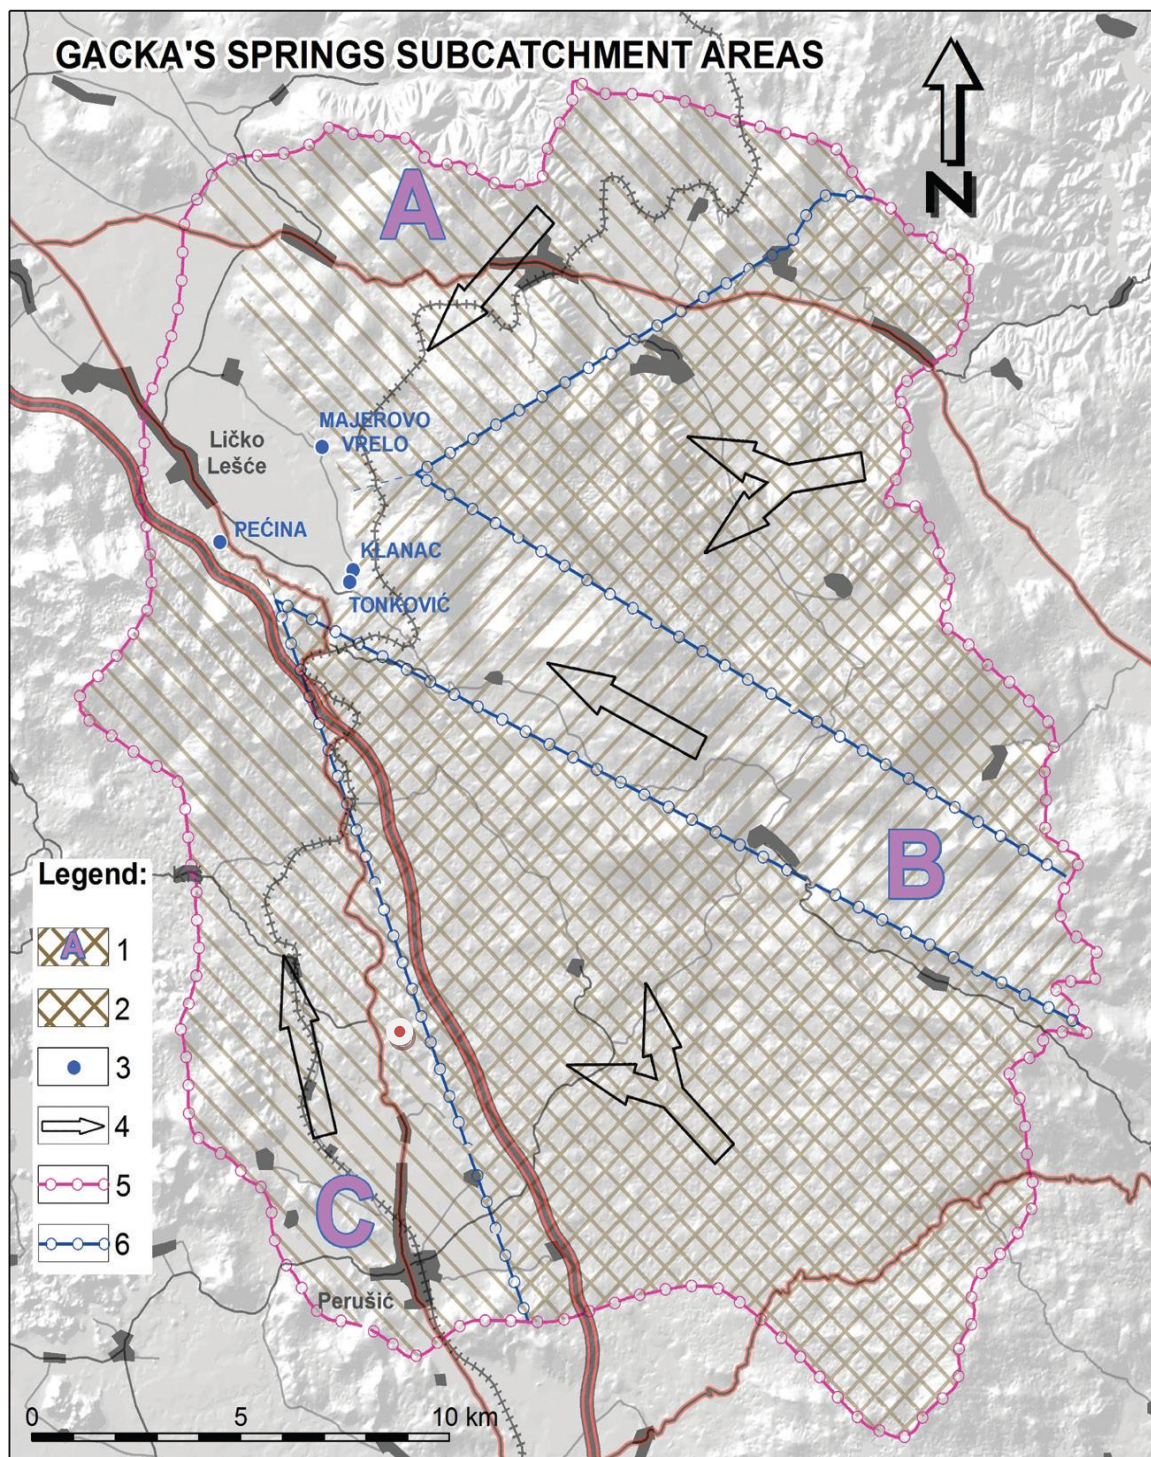 GACKA'S SPRINGS SUBCATCHMENT AREAS
N
A
MAJEROVO
VRELO
Ličko
Lešće
PEĆINA
KLANAC
TONKOVIĆ
B
Legend:
A 1
2
3
4
5
6
C
Perušić
0 5 10 km